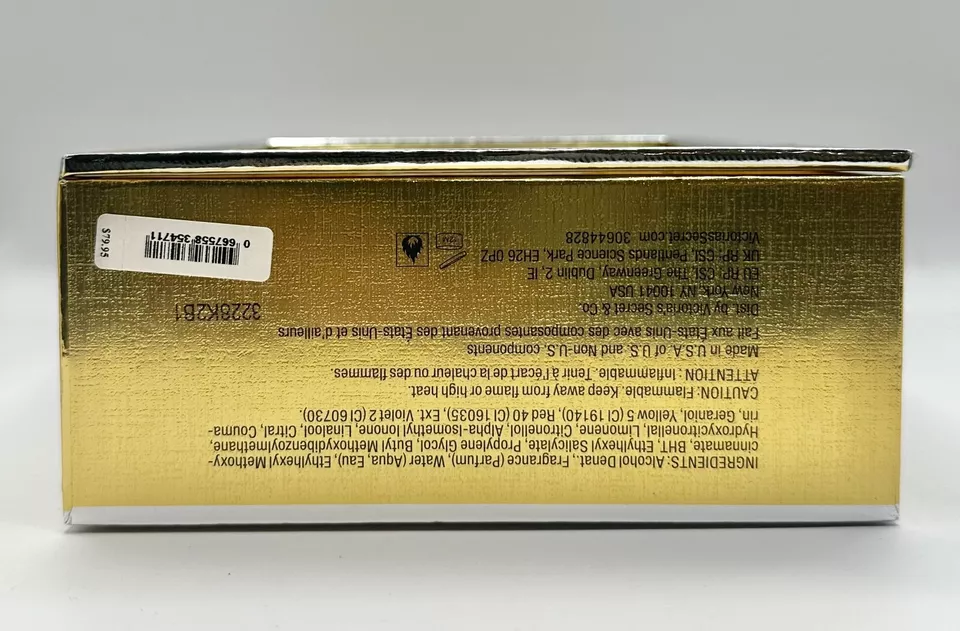 INGREDIENTS: Alcohol Denat., Fragrance (Parfum), Water (Aqua, Eau), Ethylhexyl Methoxy-
cinnamate, BHT, Ethylhexyl Salicylate, Propylene Glycol, Butyl Methoxydibenzoylmethane,
Hydroxycitronellal, Limonene, Citronellol, Alpha-Isomethyl Ionone, Linalool, Citral, Couma-
rin, Geraniol, Yellow 5 (CI 19140), Red 40 (CI 16035), Ext. Violet 2 (CI 60730).
CAUTION: Flammable. Keep away from flame or high heat.
ATTENTION : Inflammable. Tenir à l'écart de la chaleur ou des flammes.
Made in U.S.A. of U.S. and Non-U.S. components
Fait aux États-Unis avec des composantes provenant des États-Unis et d'ailleurs
Dist. by Victoria's Secret & Co
New York, NY 10041 USA
EU RP: CSI, The Greenway, Dublin 2, IE
UK RP: CSI, Pentlands Science Park, EH26 0PZ
VictoriasSecret.com 30644828
3228K2B1
0 667558 354711
$79.95